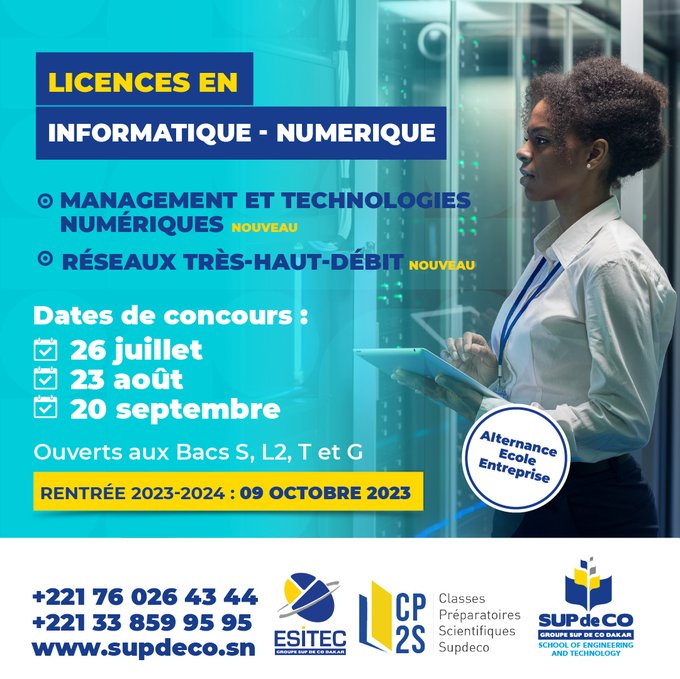 LICENCES EN
INFORMATIQUE - NUMERIQUE
MANAGEMENT ET TECHNOLOGIES
NUMÉRIQUES NOUVEAU
RÉSEAUX TRÈS-HAUT-DÉBIT NOUVEAU
Dates de concours :
26 juillet
23 août
20 septembre
Ouverts aux Bacs S, L2, T et G
RENTRÉE 2023-2024 : 09 OCTOBRE 2023
Alternance
Ecole
Entreprise
+221 76 026 43 44
+221 33 859 95 95
www.supdeco.sn
ESITEC
GROUPE SUP DE CO DAKAR
CP
2S
Classes
Préparatoires
Scientifiques
Supdeco
SUP de CO
GROUPE SUP DE CO DAKAR
SCHOOL OF ENGINEERING
AND TECHNOLOGY